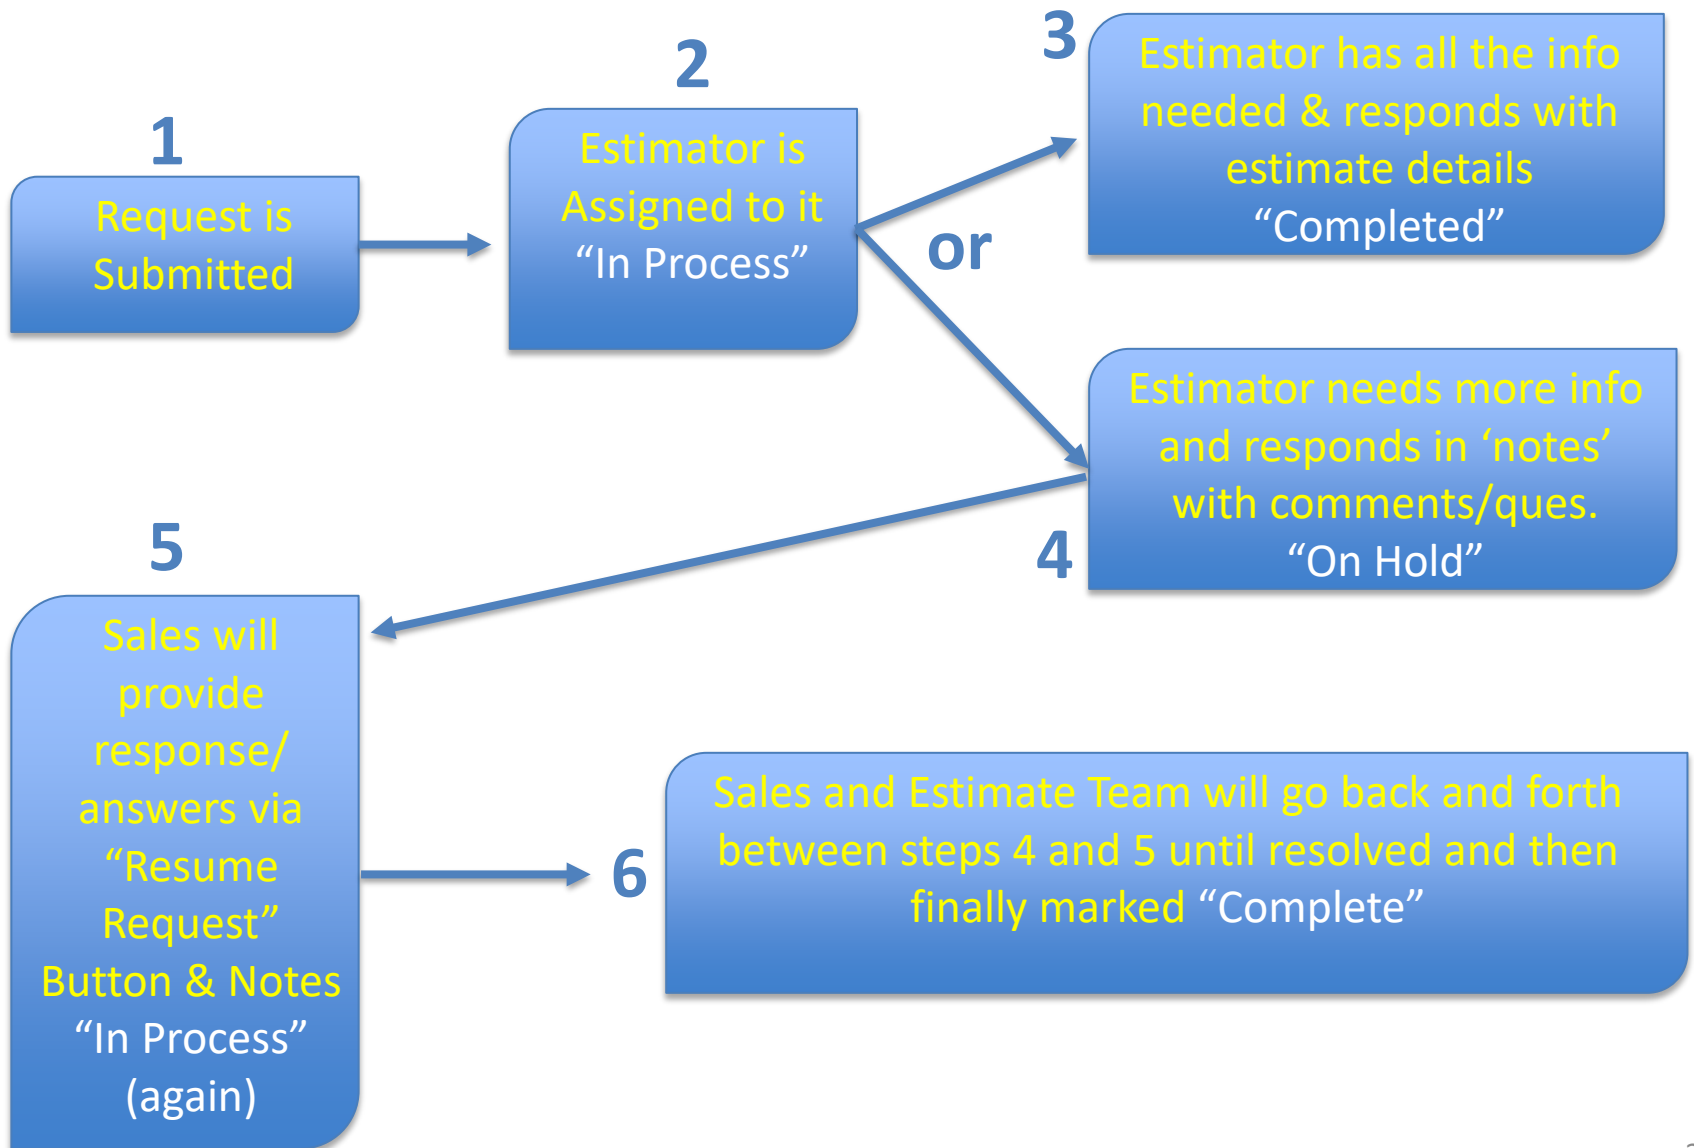 1
Request is
Submitted
2
Estimator is
Assigned to it
“In Process”
or
3
Estimator has all the info
needed & responds with
estimate details
“Completed”
4
Estimator needs more info
and responds in ‘notes’
with comments/ques.
“On Hold”
5
Sales will
provide
response/
answers via
“Resume
Request”
Button & Notes
“In Process”
(again)
6
Sales and Estimate Team will go back and forth
between steps 4 and 5 until resolved and then
finally marked “Complete”